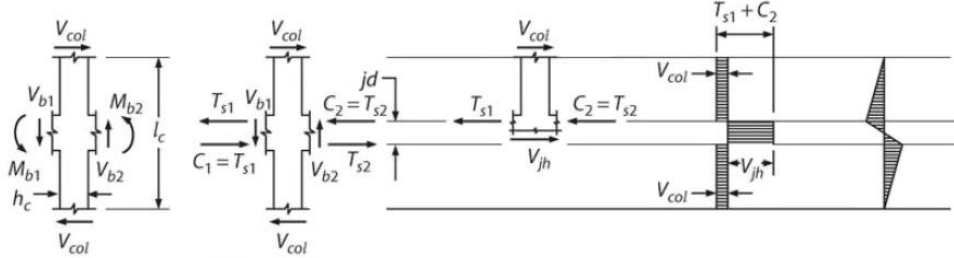 V_col
V_b1
M_b2
l_c
M_b1
V_b2
h_c
V_col
V_col
T_s1
V_b1
C_2 = T_s2
C_1 = T_s1
V_b2
T_s2
V_col
jd
V_col
T_s1
C_2 = T_s2
V_jh
T_s1 + C_2
V_col
V_jh
V_col